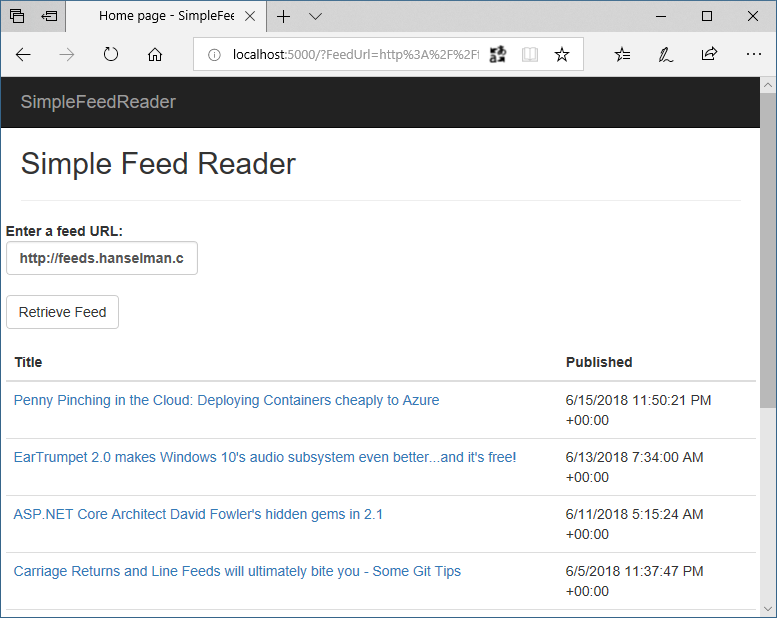 Home page - SimpleFee
localhost:5000/?FeedUrl=http%3A%2F%2Ff
SimpleFeedReader
Simple Feed Reader
Enter a feed URL:
http://feeds.hanselman.c
Retrieve Feed
Title Published
Penny Pinching in the Cloud: Deploying Containers cheaply to Azure 6/15/2018 11:50:21 PM
+00:00
EarTrumpet 2.0 makes Windows 10's audio subsystem even better...and it's free! 6/13/2018 7:34:00 AM
+00:00
ASP.NET Core Architect David Fowler's hidden gems in 2.1 6/11/2018 5:15:24 AM
+00:00
Carriage Returns and Line Feeds will ultimately bite you - Some Git Tips 6/5/2018 11:37:47 PM
+00:00